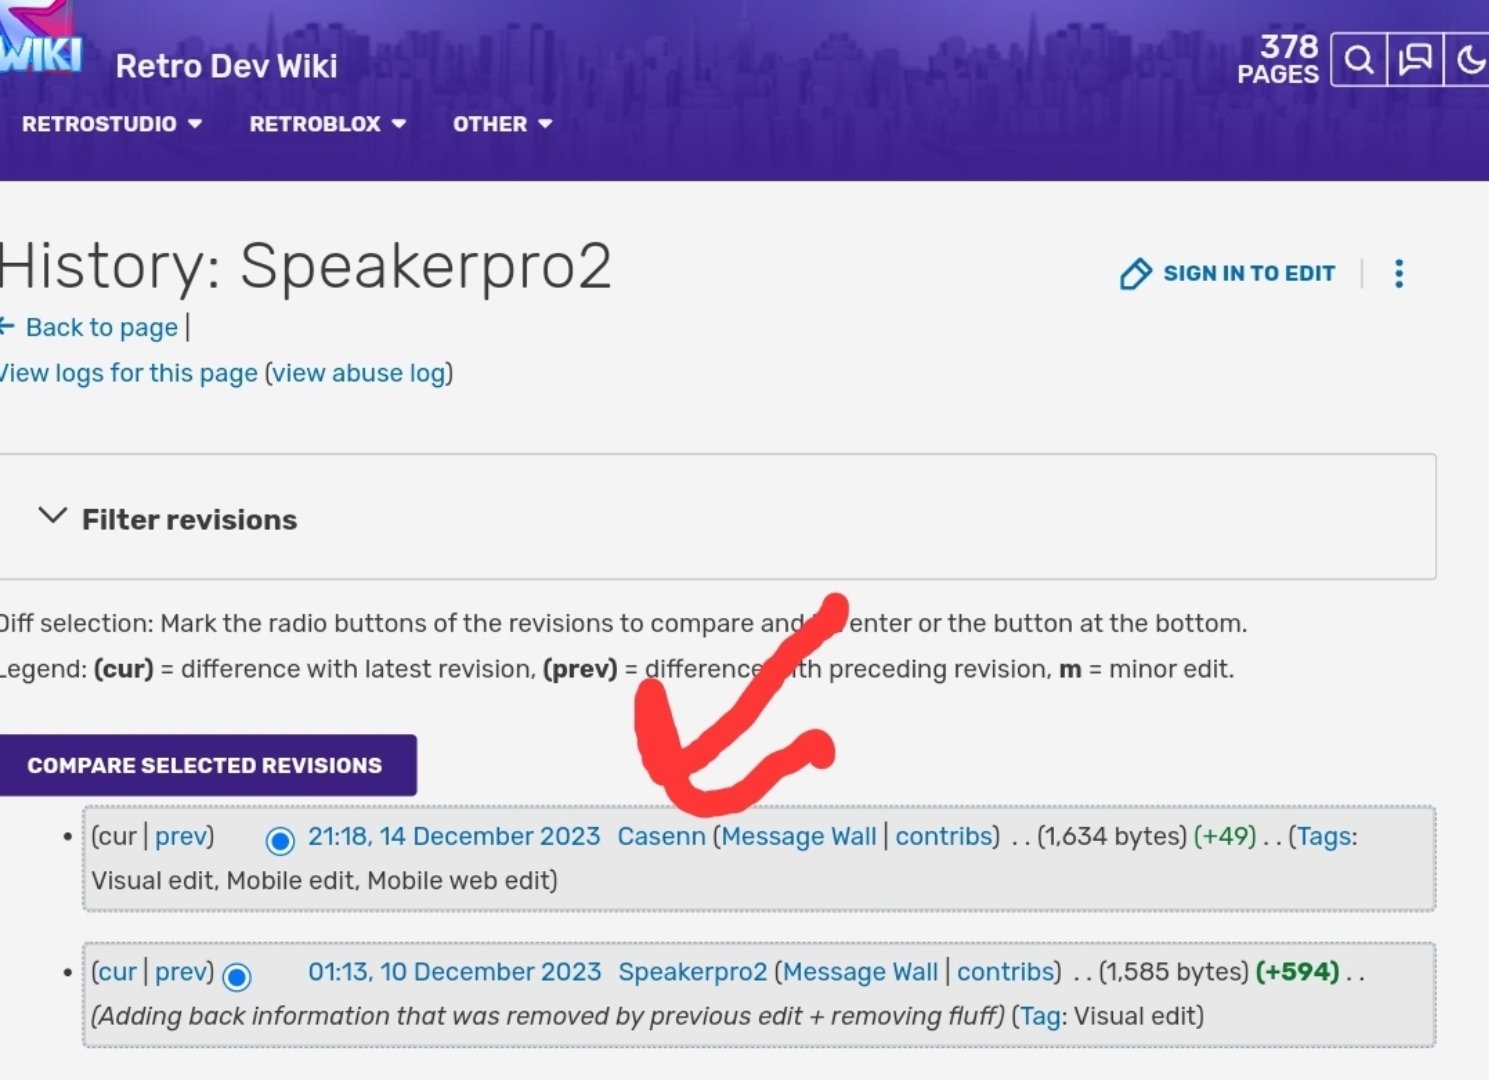 WIKI
Retro Dev Wiki
378
PAGES
RETROSTUDIO
RETROBLOX
OTHER
History: Speakerpro2
SIGN IN TO EDIT
Back to page |
View logs for this page (view abuse log)
Filter revisions
Diff selection: Mark the radio buttons of the revisions to compare and enter or the button at the bottom.
Legend: (cur) = difference with latest revision, (prev) = difference preceding revision, m = minor edit.
COMPARE SELECTED REVISIONS
(cur | prev) 21:18, 14 December 2023 Casenn (Message Wall | contribs) . . (1,634 bytes) (+49) . . (Tags:
Visual edit, Mobile edit, Mobile web edit)
(cur | prev) 01:13, 10 December 2023 Speakerpro2 (Message Wall | contribs) . . (1,585 bytes) (+594) . .
(Adding back information that was removed by previous edit + removing fluff) (Tag: Visual edit)